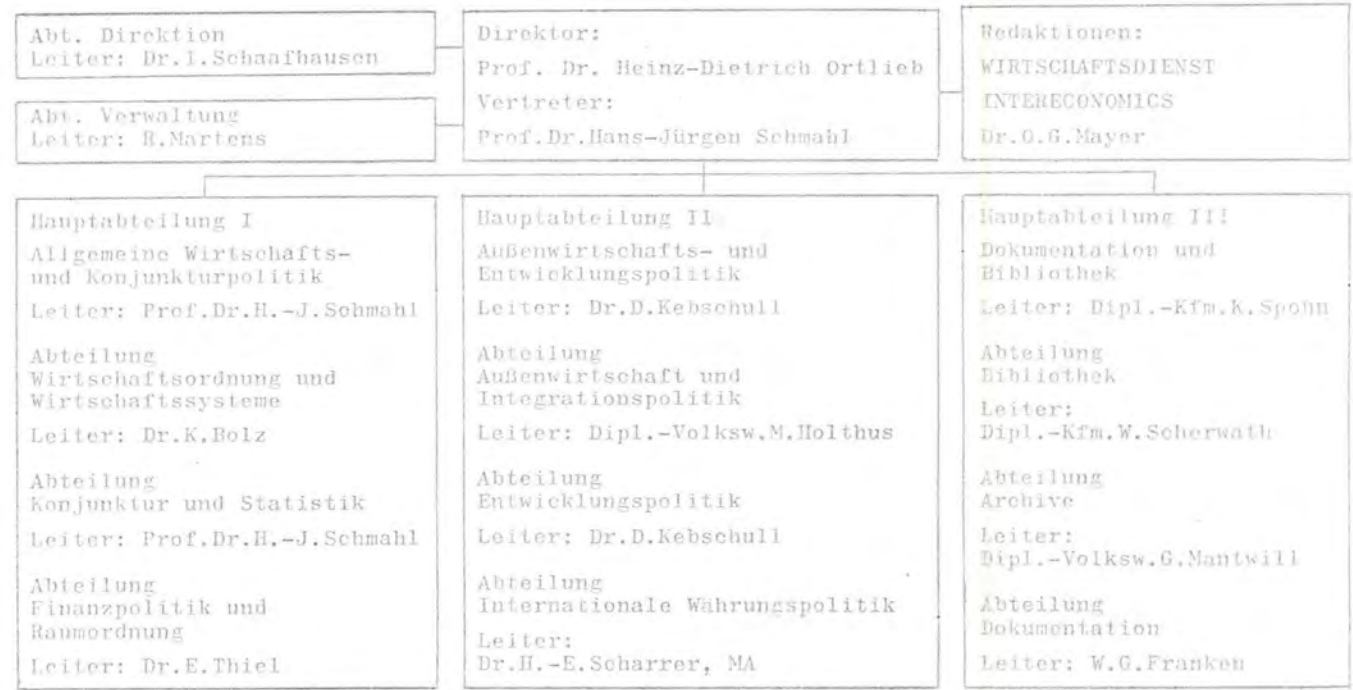 Abt. Direktion
Leiter: Dr.I.Schaafhausen
Abt. Verwaltung
Leiter: R.Martens
Direktor:
Prof. Dr. Heinz-Dietrich Ortlieb
Vertreter:
Prof.Dr.Hans-Jürgen Schmahl
Redaktionen:
WIRTSCHAFTSDIENST
INTERECONOMICS
Dr.O.G.Mayer
Hauptabteilung I
Allgemeine Wirtschafts-
und Konjunkturpolitik
Leiter: Prof.Dr.H.-J.Schmahl
Abteilung
Wirtschaftsordnung und
Wirtschaftssysteme
Leiter: Dr.K.Bolz
Abteilung
Konjunktur und Statistik
Leiter: Prof.Dr.H.-J.Schmahl
Abteilung
Finanzpolitik und
Raumordnung
Leiter: Dr.E.Thiel
Hauptabteilung II
Außenwirtschafts- und
Entwicklungspolitik
Leiter: Dr.D.Kebschull
Abteilung
Außenwirtschaft und
Integrationspolitik
Leiter: Dipl.-Volksw.M.Holthus
Abteilung
Entwicklungspolitik
Leiter: Dr.D.Kebschull
Abteilung
Internationale Währungspolitik
Leiter:
Dr.H.-E.Scharrer, MA
Hauptabteilung III
Dokumentation und
Bibliothek
Leiter: Dipl.-Kfm.K.Spohn
Abteilung
Bibliothek
Leiter:
Dipl.-Kfm.W.Scherwath
Abteilung
Archive
Leiter:
Dipl.-Volksw.G.Mantwill
Abteilung
Dokumentation
Leiter: W.G.Franken